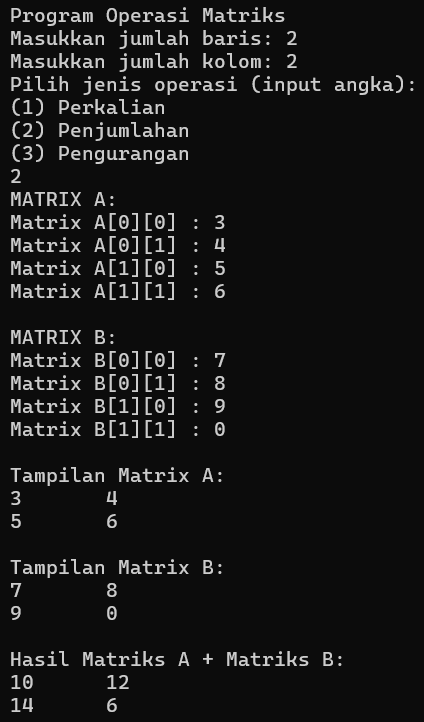 Program Operasi Matriks
Masukkan jumlah baris: 2
Masukkan jumlah kolom: 2
Pilih jenis operasi (input angka):
(1) Perkalian
(2) Penjumlahan
(3) Pengurangan
2
MATRIX A:
Matrix A[0][0] : 3
Matrix A[0][1] : 4
Matrix A[1][0] : 5
Matrix A[1][1] : 6

MATRIX B:
Matrix B[0][0] : 7
Matrix B[0][1] : 8
Matrix B[1][0] : 9
Matrix B[1][1] : 0

Tampilan Matrix A:
3       4
5       6

Tampilan Matrix B:
7       8
9       0

Hasil Matriks A + Matriks B:
10      12
14      6